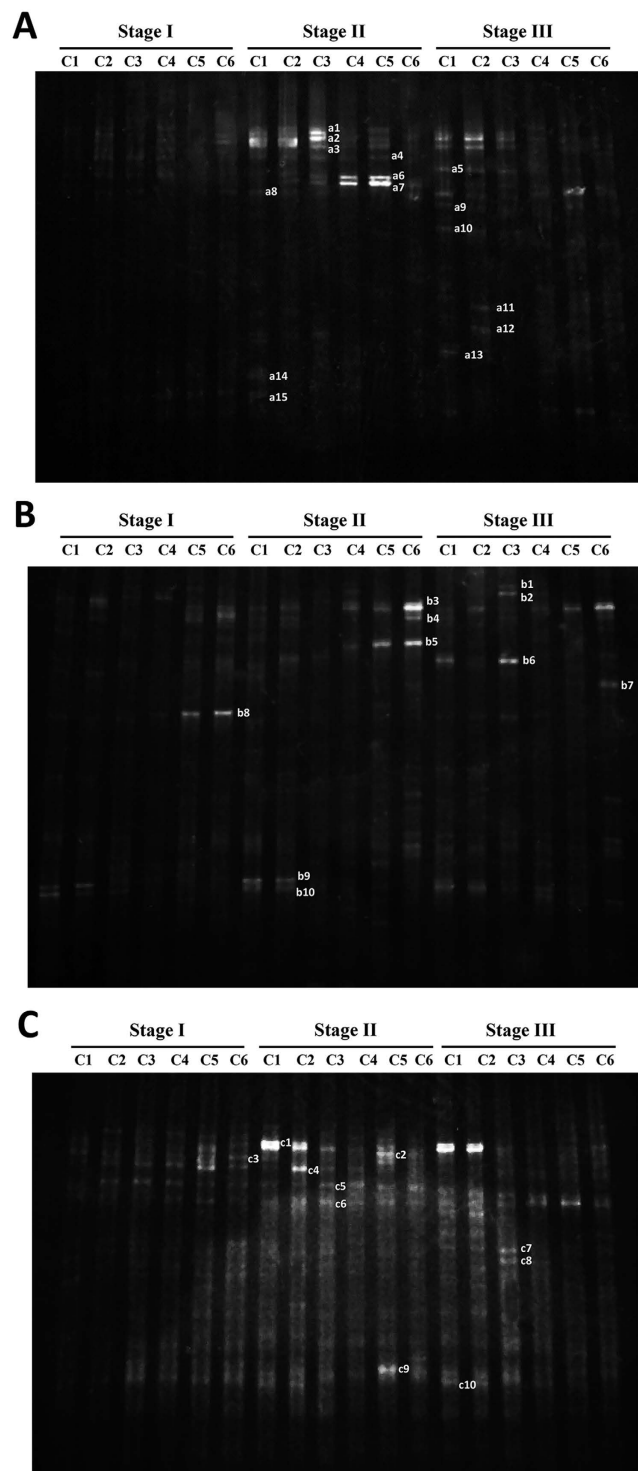 A
Stage I Stage II Stage III
C1 C2 C3 C4 C5 C6 C1 C2 C3 C4 C5 C6 C1 C2 C3 C4 C5 C6
a1
a2
a3
a4
a5
a6
a7
a8
a9
a10
a11
a12
a13
a14
a15
B
Stage I Stage II Stage III
C1 C2 C3 C4 C5 C6 C1 C2 C3 C4 C5 C6 C1 C2 C3 C4 C5 C6
b1
b2
b3
b4
b5
b6
b7
b8
b9
b10
C
Stage I Stage II Stage III
C1 C2 C3 C4 C5 C6 C1 C2 C3 C4 C5 C6 C1 C2 C3 C4 C5 C6
c1
c2
c3
c4
c5
c6
c7
c8
c9
c10